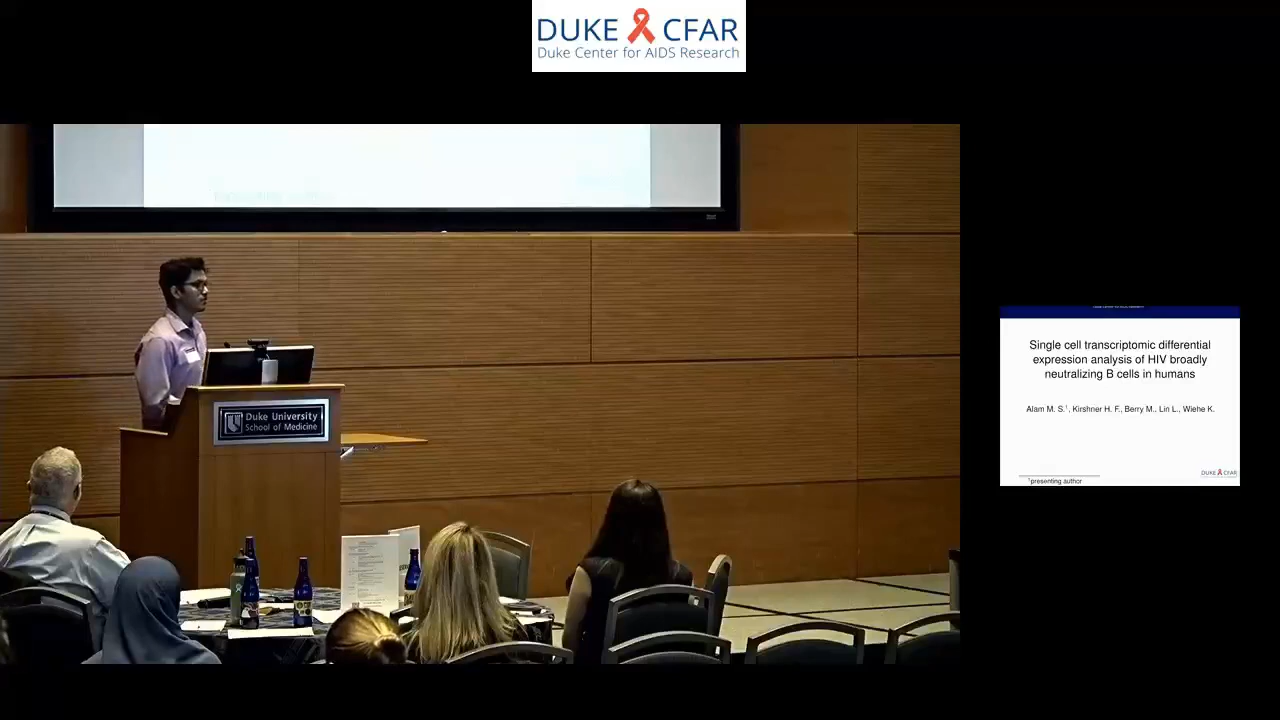 DUKE CFAR
Duke Center for AIDS Research
Duke University
School of Medicine
Single cell transcriptomic differential
expression analysis of HIV broadly
neutralizing B cells in humans
Alam M. S.¹, Kirshner H. F., Berry M., Lin L., Wiehe K.
DUKE CFAR
¹presenting author